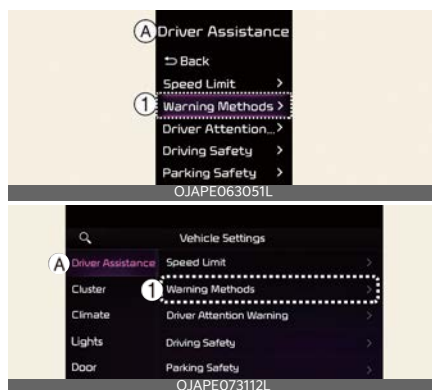 A Driver Assistance
Back
Speed Limit >
1 Warning Methods >
Driver Attention... >
Driving Safety >
Parking Safety >
OJAPE063051L
Vehicle Settings
A Driver Assistance Speed Limit >
Cluster 1 Warning Methods >
Climate Driver Attention Warning >
Lights Driving Safety >
Door Parking Safety >
OJAPE073112L